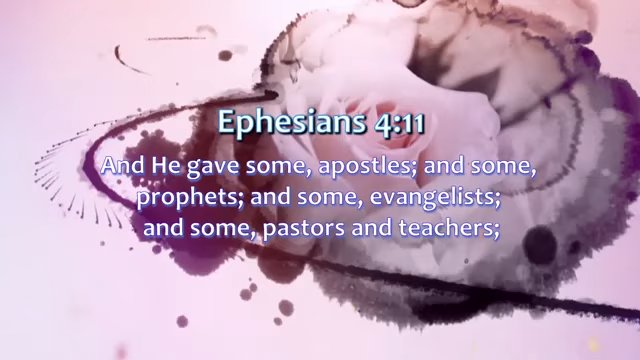 Ephesians 4:11
And He gave some, apostles; and some,
prophets; and some, evangelists;
and some, pastors and teachers;